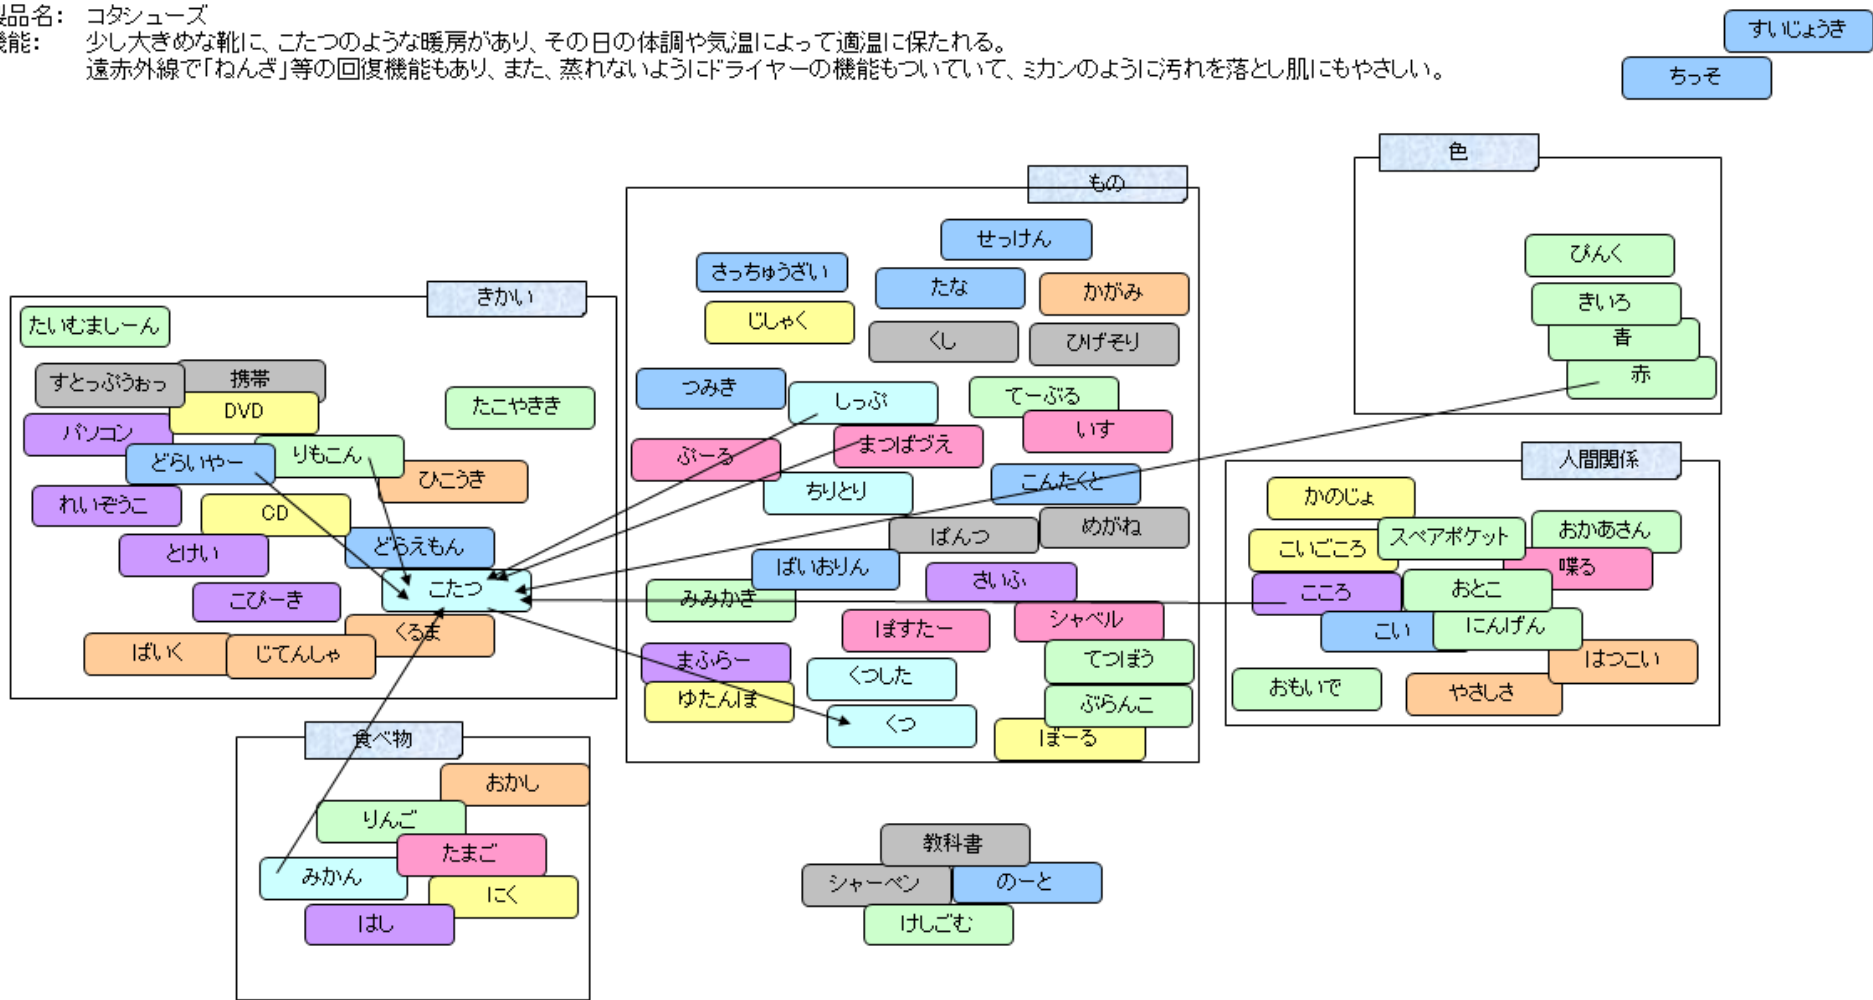 製品名： コタシューズ
機能： 少し大きめな靴に、こたつのような暖房があり、その日の体調や気温によって適温に保たれる。
遠赤外線で「ねんざ」等の回復機能もあり、また、蒸れないようにドライヤーの機能もついていて、ミカンのように汚れを落とし肌にもやさしい。
すいじょうき
ちっそ
きかい
たいむましーん
すとっぷうぉっ
携帯
DVD
たこやきき
パソコン
どらいやー
りもこん
ひこうき
れいぞうこ
CD
とけい
どらえもん
こたつ
こぴーき
くるま
ばいく
じてんしゃ
もの
せっけん
さっちゅうざい
たな
かがみ
じしゃく
くし
ひげそり
つみき
しっぷ
てーぶる
いす
まつばづえ
ぷーる
ちりとり
こんたくと
ぱんつ
めがね
ばいおりん
さいふ
みみかき
ぽすたー
シャベル
まふらー
くつした
てつぼう
ゆたんぽ
くつ
ぶらんこ
ぼーる
色
ぴんく
きいろ
青
赤
人間関係
かのじょ
スペアポケット
おかあさん
こいごころ
喋る
こころ
おとこ
こい
にんげん
はつこい
おもいで
やさしさ
食べ物
おかし
りんご
たまご
みかん
にく
はし
教科書
シャーペン
のーと
けしごむ